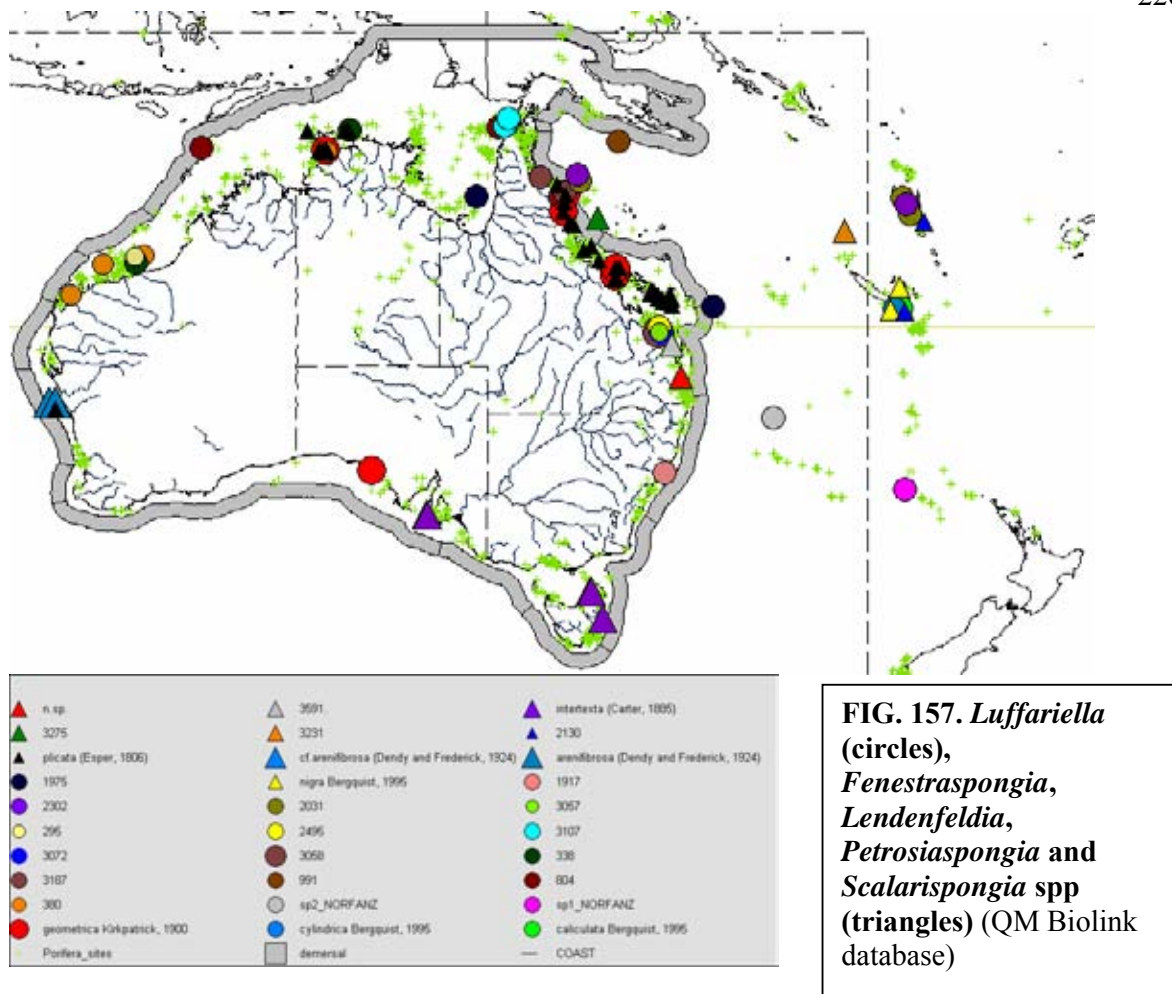 n.sp.
3591.
intertexta (Carter, 1885)
3275
3231
2130
plicata (Esper, 1806)
cf arenifibrosa (Dendy and Frederick, 1924)
arenifibrosa (Dendy and Frederick, 1924)
1975
nigra Bergquist, 1995
1917
2302
2031
3057
295
2495
3107
3072
3058
338
3187
991
804
380
sp2_NORFANZ
sp1_NORFANZ
geometrica Kirkpatrick, 1900
cylindrica Bergquist, 1995
calculata Bergquist, 1995
Porifera_sites
demersal
COAST
FIG. 157. Luffariella
(circles),
Fenestraspongia,
Lendenfeldia,
Petrosiaspongia and
Scalarispongia spp
(triangles) (QM Biolink
database)